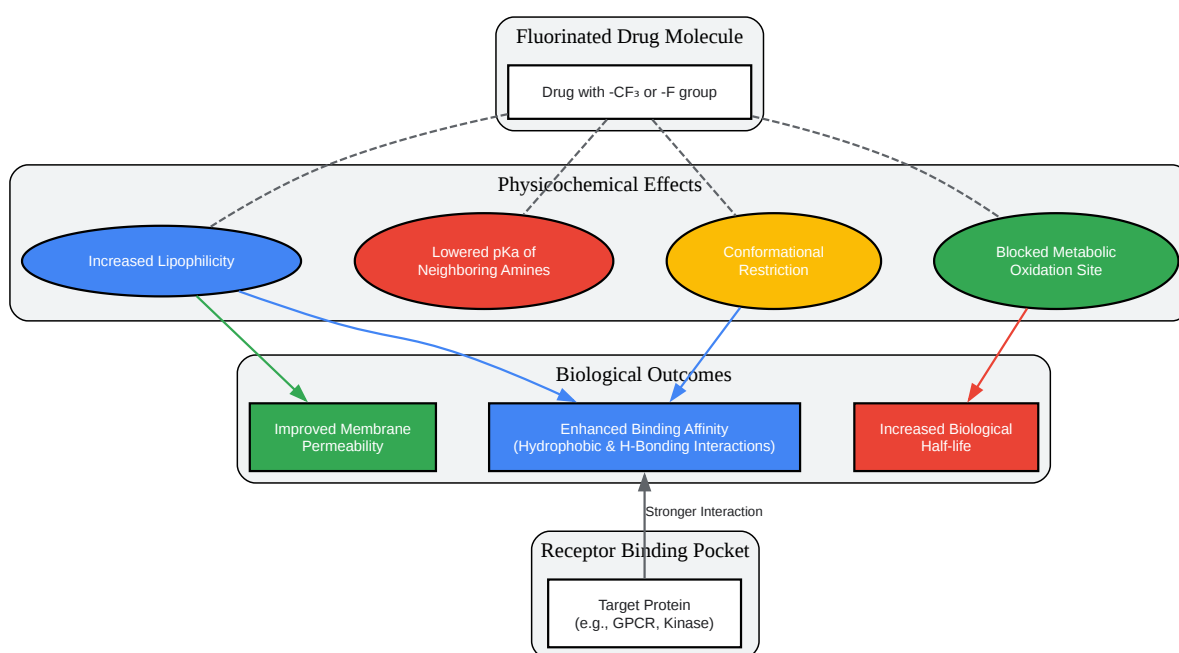 Fluorinated Drug Molecule
Drug with -CF₃ or -F group
Physicochemical Effects
Increased Lipophilicity
Lowered pKa of
Neighboring Amines
Conformational
Restriction
Blocked Metabolic
Oxidation Site
Biological Outcomes
Improved Membrane
Permeability
Enhanced Binding Affinity
(Hydrophobic & H-Bonding Interactions)
Increased Biological
Half-life
Stronger Interaction
Receptor Binding Pocket
Target Protein
(e.g., GPCR, Kinase)